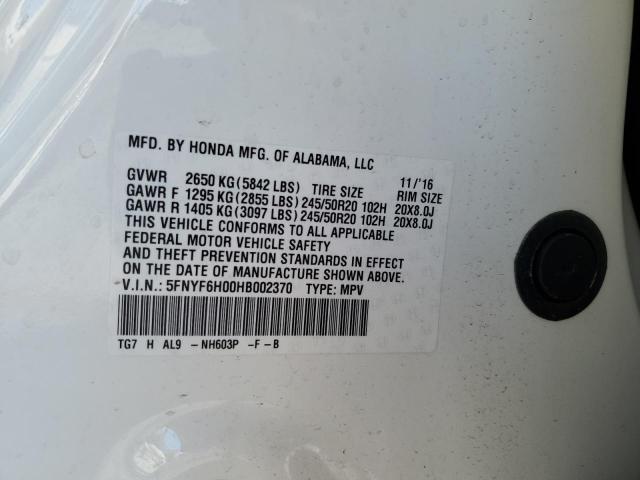 MFD. BY HONDA MFG. OF ALABAMA, LLC
GVWR 2650 KG(5842 LBS) TIRE SIZE 11/'16 RIM SIZE
GAWR F 1295 KG(2855 LBS)245/50R20 102H 20X8.0J
GAWR R 1405 KG(3097 LBS)245/50R20 102H 20X8.0J
THIS VEHICLE CONFORMS TO ALL APPLICABLE
FEDERAL MOTOR VEHICLE SAFETY
AND THEFT PREVENTION STANDARDS IN EFFECT
ON THE DATE OF MANUFACTURE SHOWN ABOVE.
V.I.N.: 5FNYF6H00HB002370 TYPE: MPV
TG7 H AL9 -NH603P -F-B